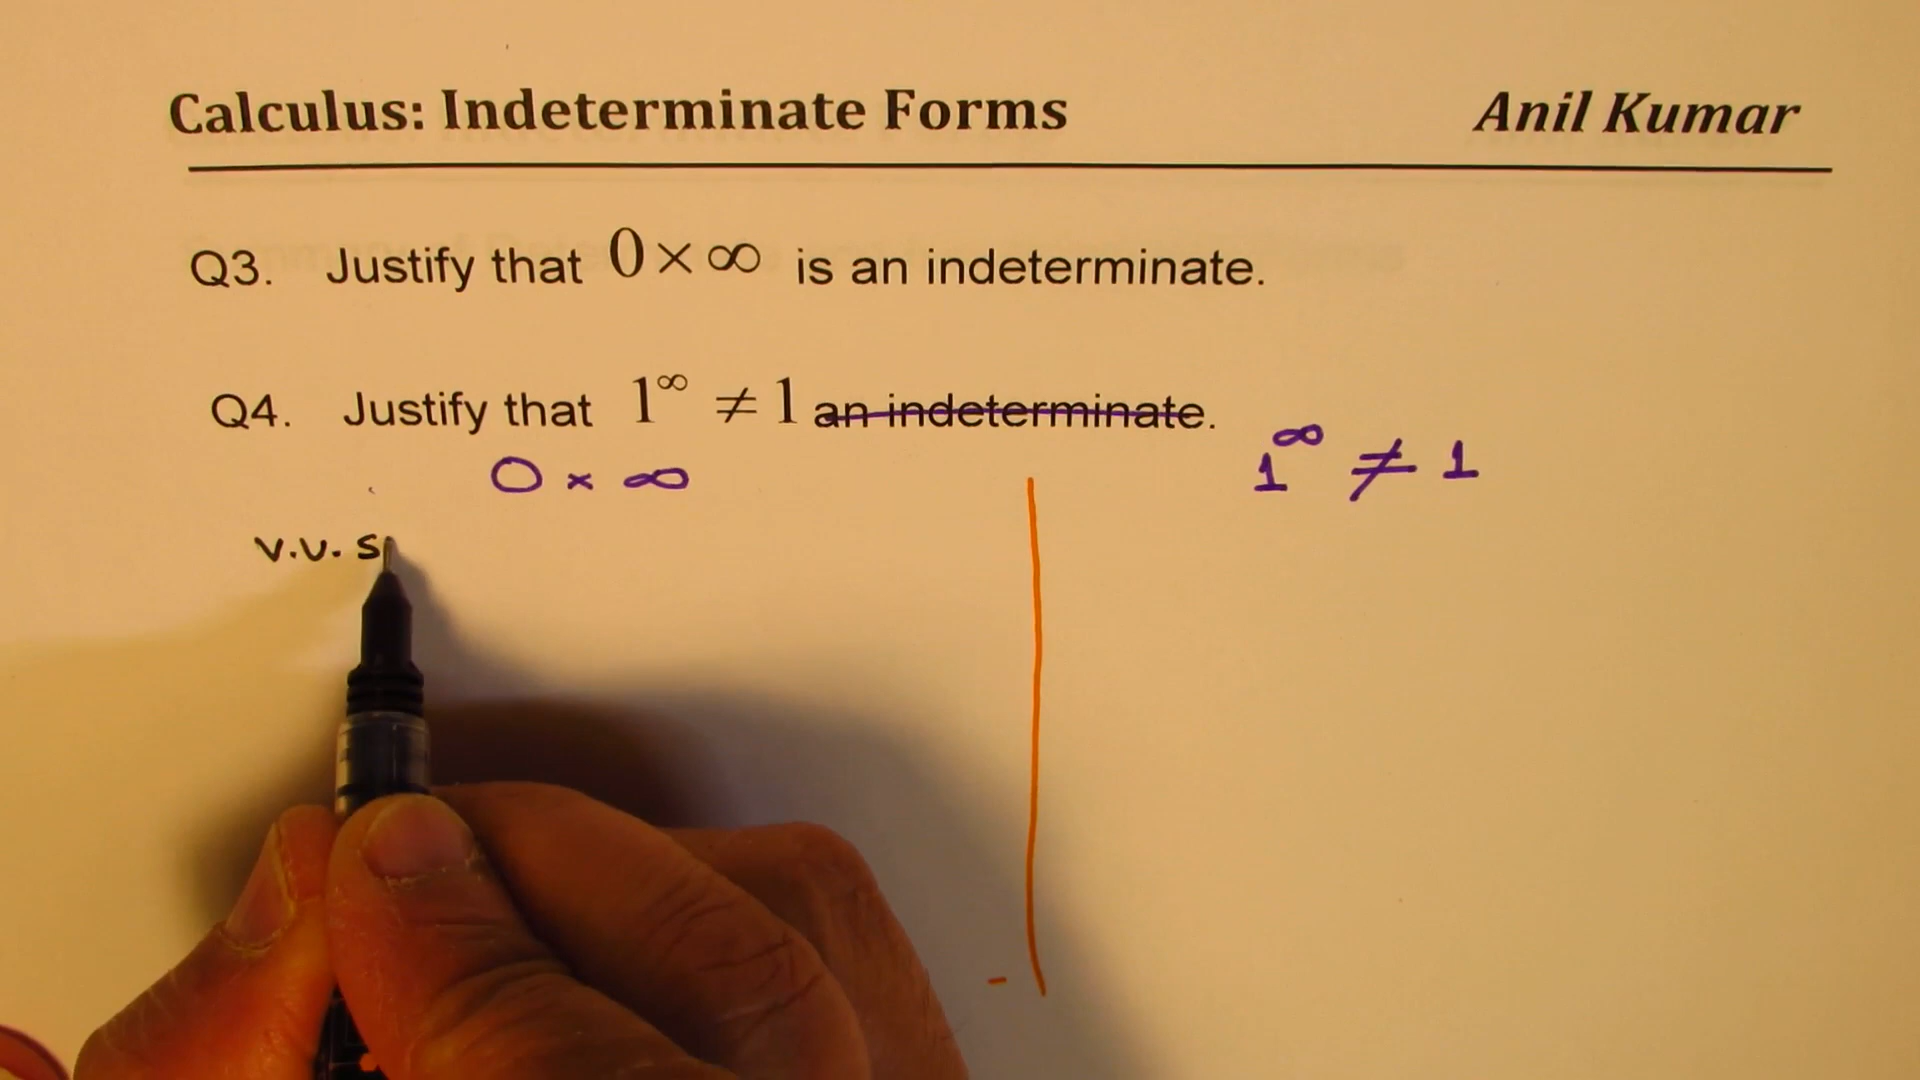 Calculus: Indeterminate Forms Anil Kumar
Q3. Justify that 0 × ∞ is an indeterminate.
Q4. Justify that 1^∞ ≠ 1 an indeterminate.
0 × ∞ 1^∞ ≠ 1
v.v. s